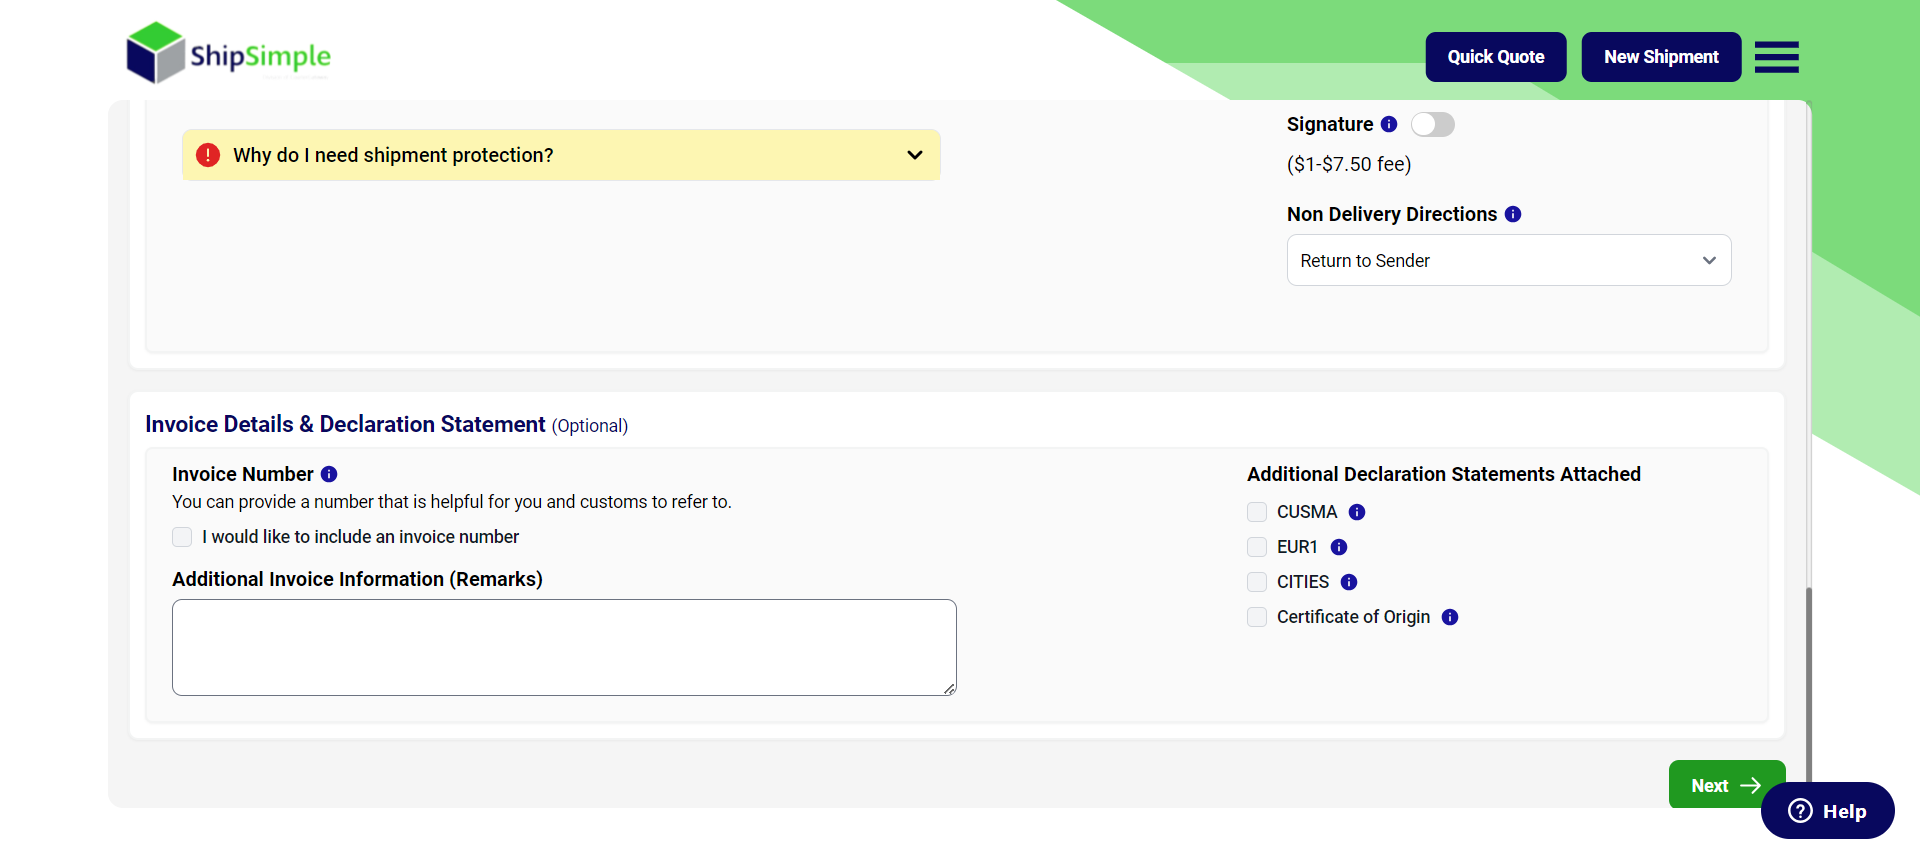 ShipSimple
Quick Quote
New Shipment
Why do I need shipment protection?
Signature
($1-$7.50 fee)
Non Delivery Directions
Return to Sender
Invoice Details & Declaration Statement (Optional)
Invoice Number
You can provide a number that is helpful for you and customs to refer to.
I would like to include an invoice number
Additional Invoice Information (Remarks)
Additional Declaration Statements Attached
CUSMA
EUR1
CITIES
Certificate of Origin
Next
Help